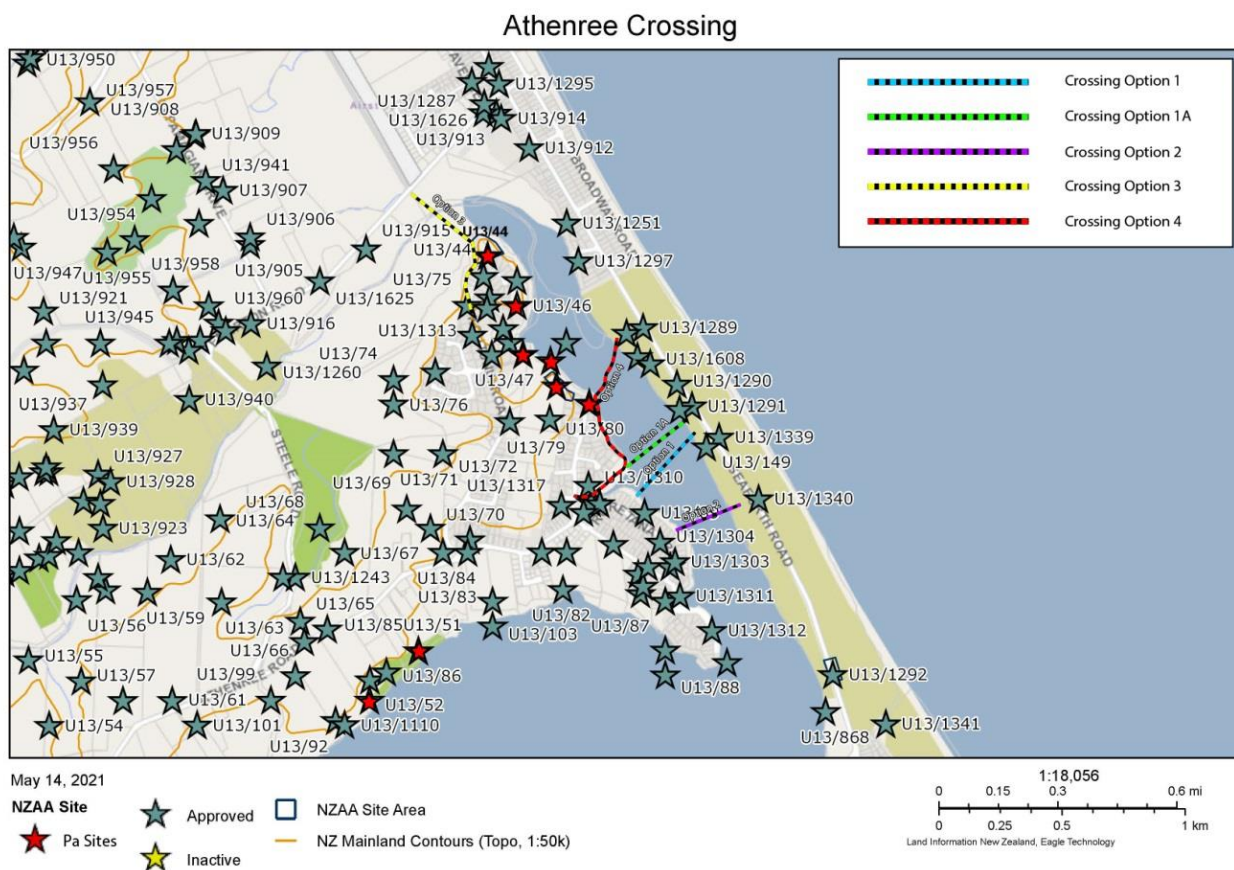 Athenree Crossing
U13/950
U13/957
U13/908
U13/956
U13/909
U13/941
U13/907
U13/954
U13/906
U13/958
U13/905
U13/947
U13/955
U13/921
U13/960
U13/1625
U13/945
U13/916
U13/74
U13/1260
U13/937
U13/940
U13/939
U13/927
U13/928
U13/923
U13/1295
U13/1287
U13/1626
U13/914
U13/913
U13/912
BROADWAY ROAD
Option 3
U13/915
U13/44
U13/44
U13/1251
U13/75
U13/1297
U13/46
U13/1313
U13/1289
U13/47
U13/1608
U13/76
U13/1290
Option 4
U13/79
U13/80
U13/1291
Option 1A
Option 1
U13/1339
U13/149
U13/72
U13/71
U13/1317
U13/1310
U13/69
U13/68
U13/64
U13/70
Option 2
U13/1340
U13/1304
U13/62
U13/67
U13/84
U13/1303
U13/1243
U13/83
U13/82
U13/87
U13/1311
U13/56
U13/59
U13/63
U13/65
U13/85
U13/51
U13/103
U13/1312
U13/55
U13/66
U13/57
U13/99
U13/86
U13/88
U13/1292
U13/61
U13/52
U13/54
U13/101
U13/1110
U13/92
U13/868
U13/1341
Crossing Option 1
Crossing Option 1A
Crossing Option 2
Crossing Option 3
Crossing Option 4
May 14, 2021
NZAA Site
Pa Sites
Approved
Inactive
NZAA Site Area
NZ Mainland Contours (Topo, 1:50k)
1:18,056
0 0.15 0.3 0.6 mi
0 0.25 0.5 1 km
Land Information New Zealand, Eagle Technology